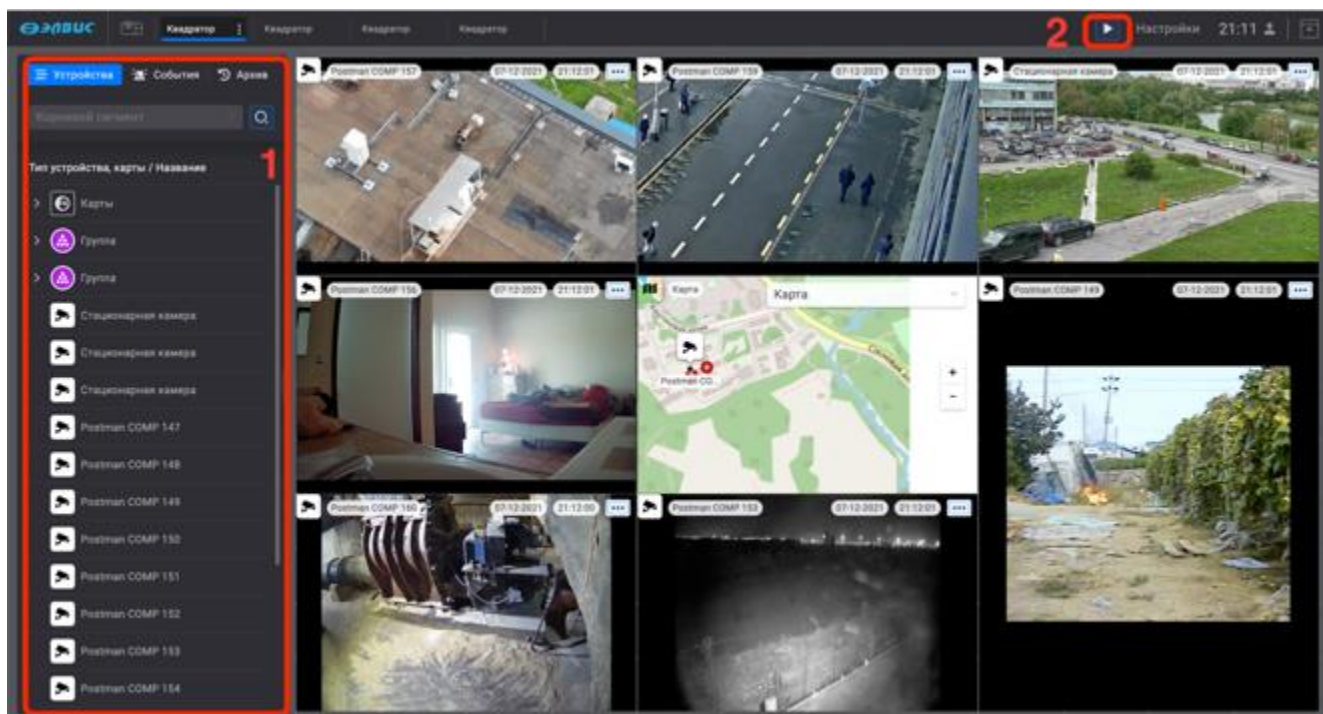 ЭЛВИС
Квадратор
Квадратор
Квадратор
Квадратор
2
Настройки
21:11
Устройства
События
Архив
Корневой сегмент
Тип устройства, карты / Название
1
Карты
Группа
Группа
Стационарная камера
Стационарная камера
Стационарная камера
Postman COMP 147
Postman COMP 148
Postman COMP 149
Postman COMP 150
Postman COMP 151
Postman COMP 152
Postman COMP 153
Postman COMP 154
Postman COMP 157 07-12-2021 21:12:01
Postman COMP 159 07-12-2021 21:12:01
Стационарная камера 07-12-2021 21:12:01
Postman COMP 156 07-12-2021 21:12:01
Карта
Карта
Postman CO...
+
−
Postman COMP 149 07-12-2021 21:12:01
Postman COMP 160 07-12-2021 21:12:00
Postman COMP 153 07-12-2021 21:12:01